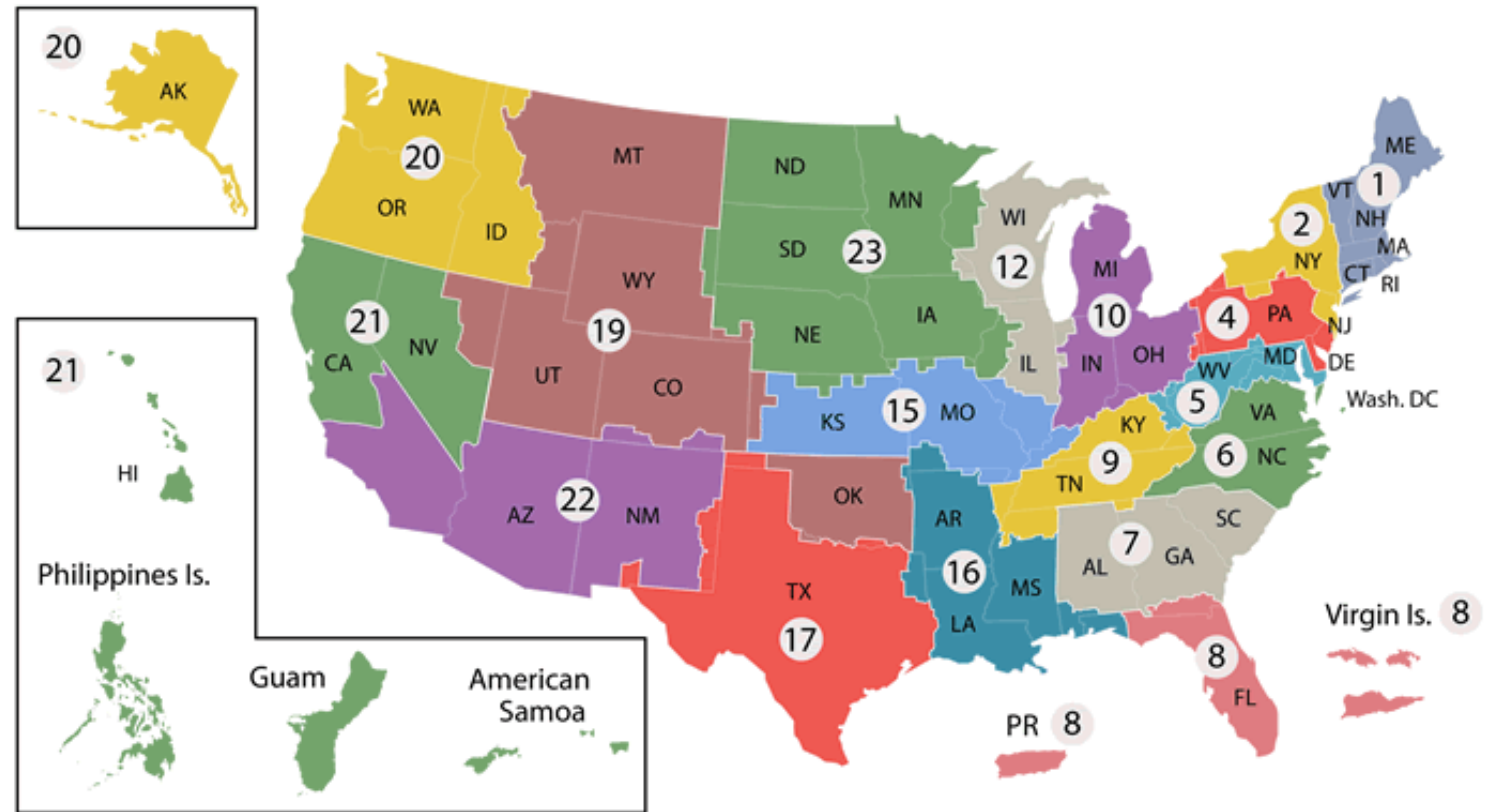 20
AK
WA
20
OR
ID
MT
WY
19
UT
CO
ND
MN
SD
23
NE
IA
WI
12
IL
MI
10
IN
OH
ME
VT
1
NH
MA
CT
RI
2
NY
4
PA
NJ
DE
MD
WV
5
Wash. DC
VA
6
NC
KY
9
TN
KS
15
MO
21
CA
NV
22
AZ
NM
OK
AR
16
MS
LA
TX
17
SC
7
AL
GA
8
FL
PR 8
Virgin Is. 8
21
HI
Philippines Is.
Guam
American
Samoa